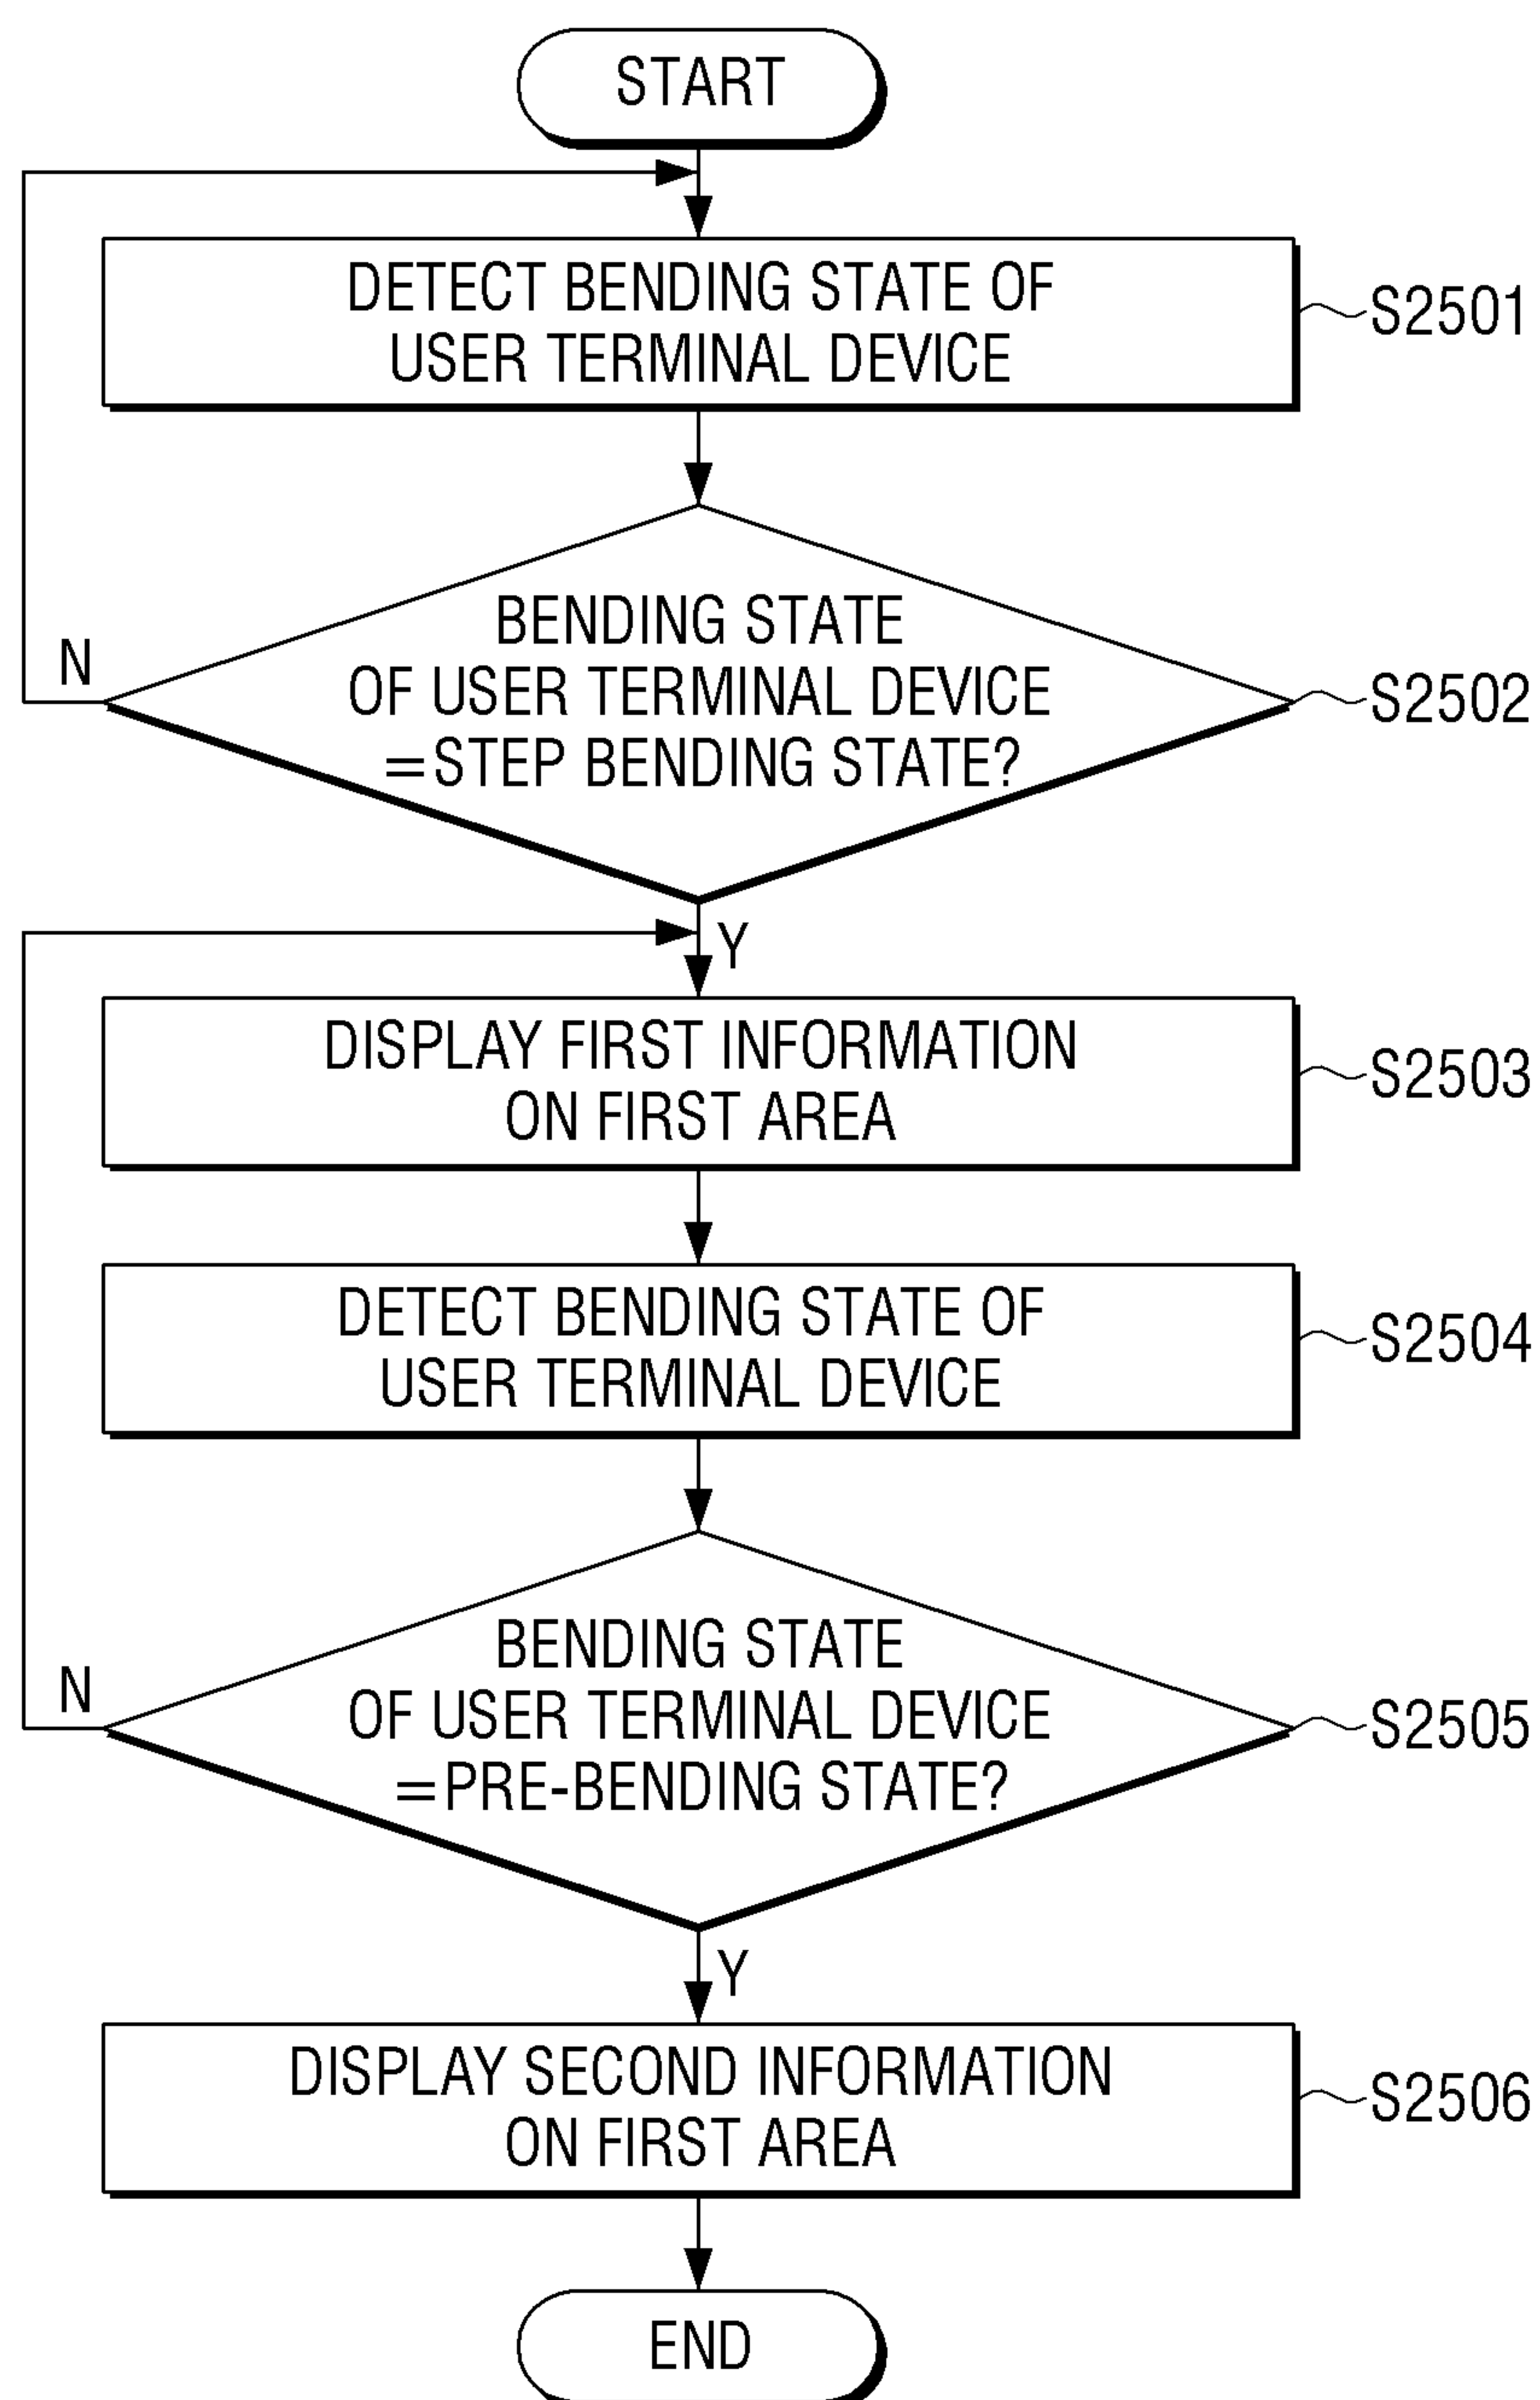 START
DETECT BENDING STATE OF
USER TERMINAL DEVICE
S2501
BENDING STATE
OF USER TERMINAL DEVICE
=STEP BENDING STATE?
S2502
N
Y
DISPLAY FIRST INFORMATION
ON FIRST AREA
S2503
DETECT BENDING STATE OF
USER TERMINAL DEVICE
S2504
BENDING STATE
OF USER TERMINAL DEVICE
=PRE-BENDING STATE?
S2505
N
Y
DISPLAY SECOND INFORMATION
ON FIRST AREA
S2506
END